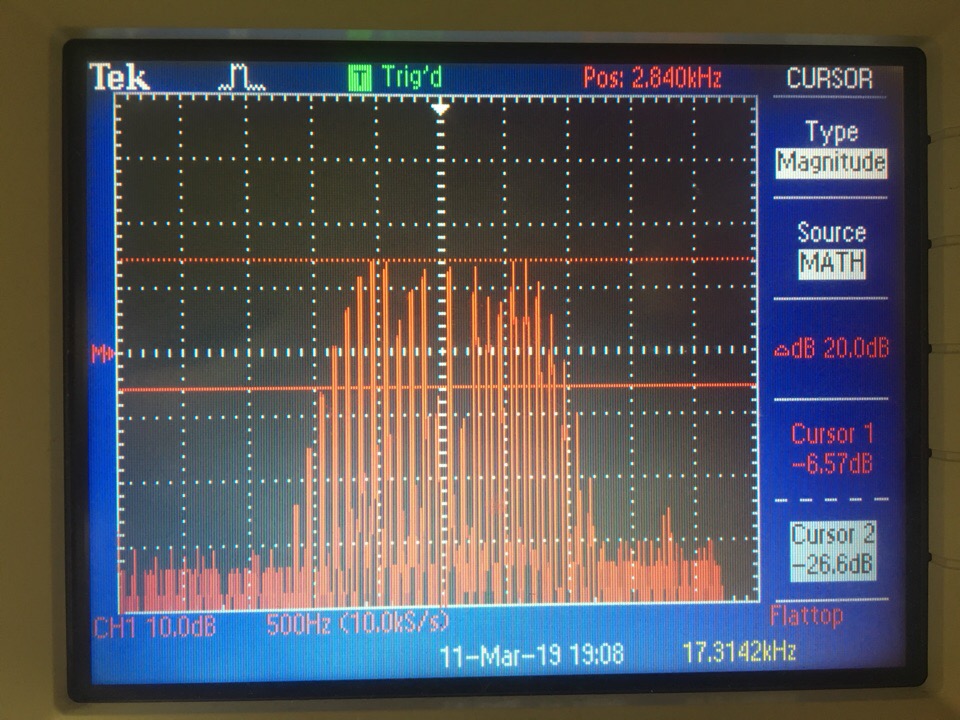 Tek T Trig'd Pos: 2.840kHz CURSOR
Type
Magnitude
Source
MATH
M
dB 20.0dB
Cursor 1
-6.57dB
Cursor 2
-26.6dB
Flattop
CH1 10.0dB 500Hz (10.0kS/s)
11-Mar-19 19:08 17.3142kHz